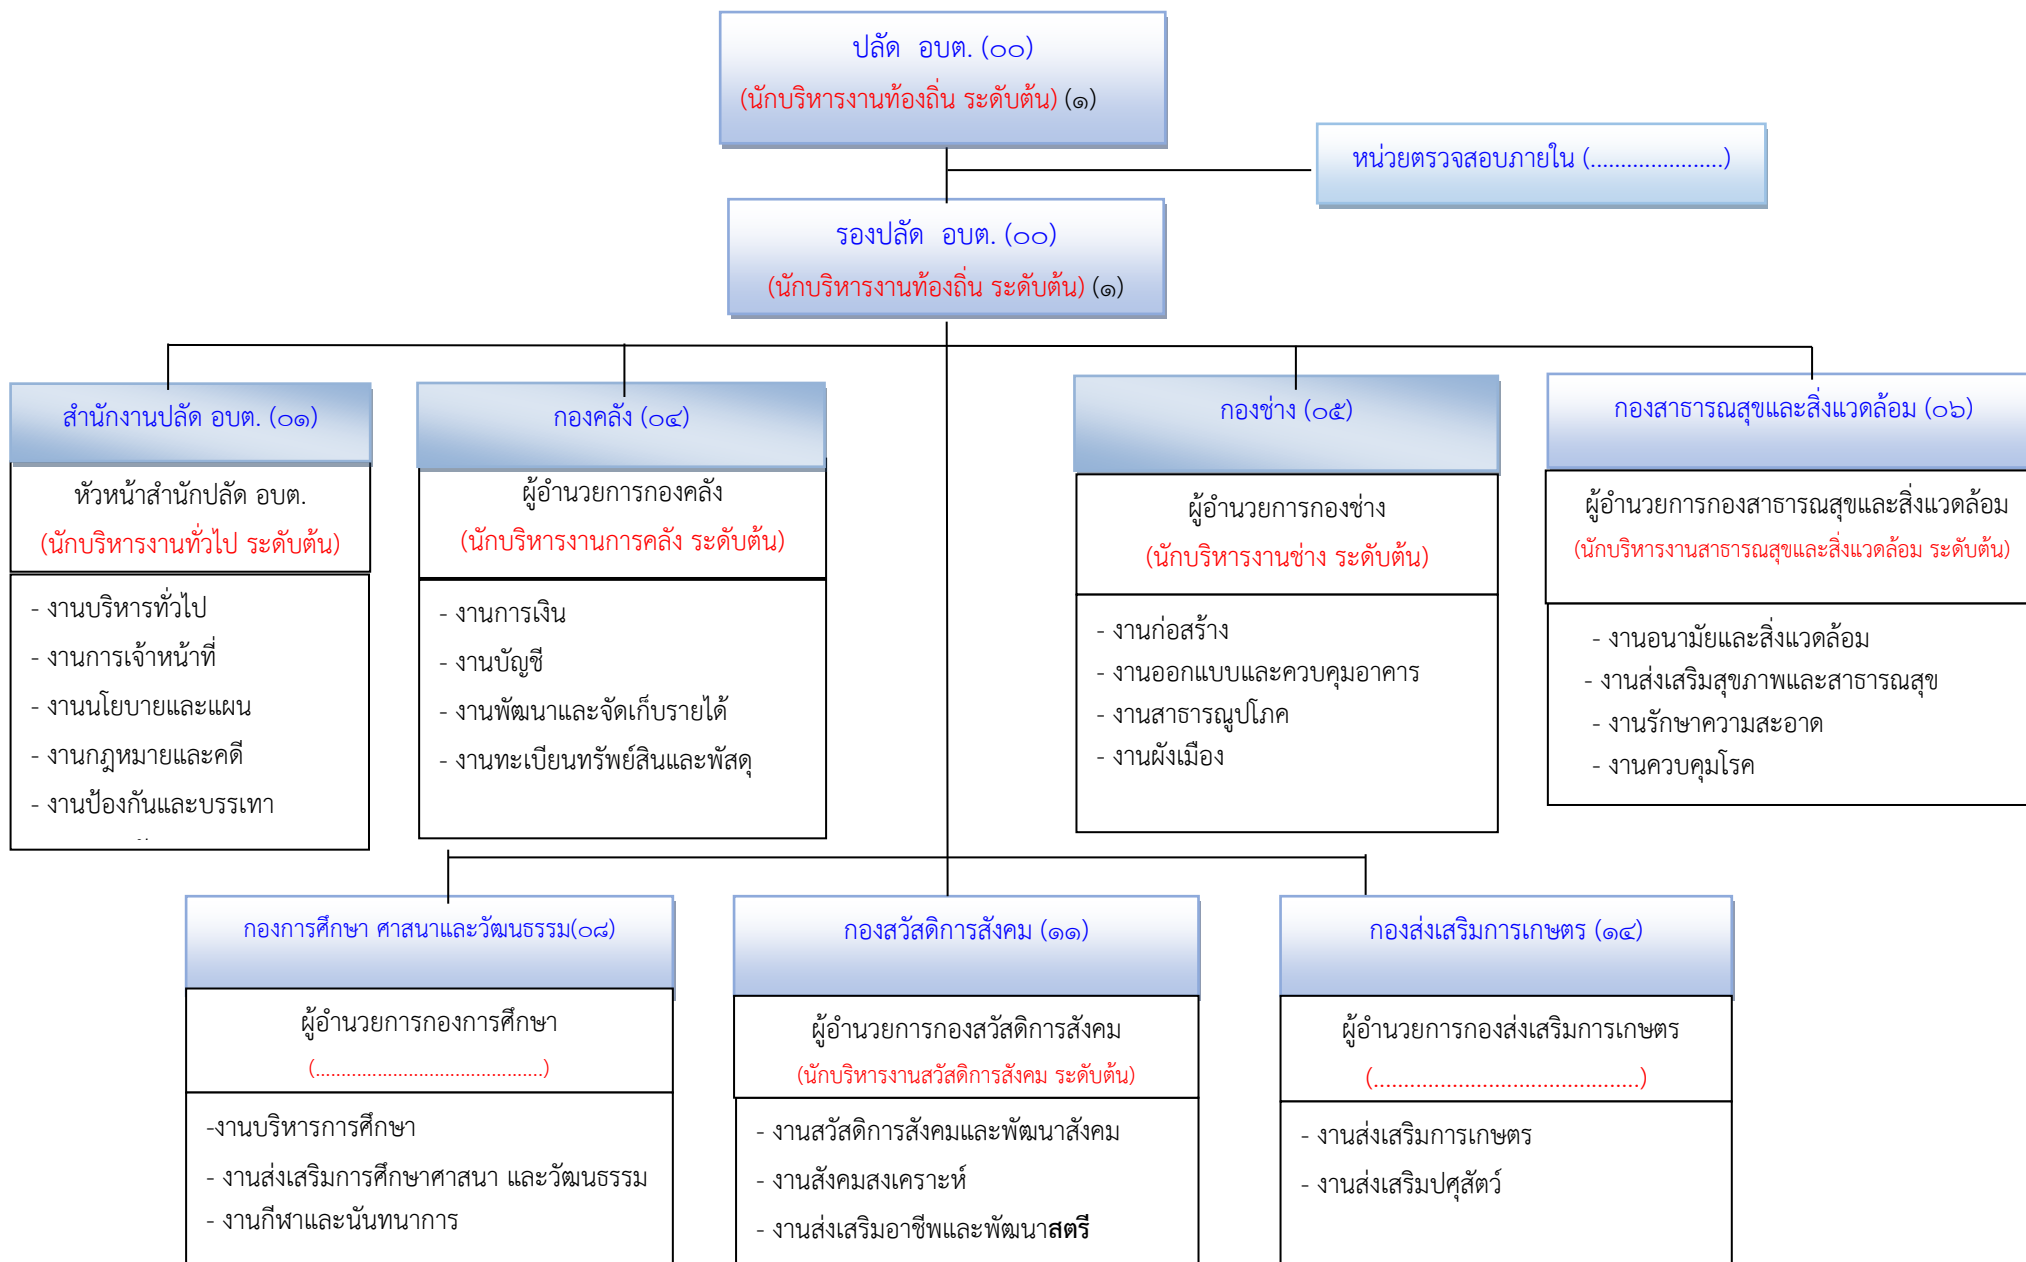 ปลัด อบต. (๐๐)
(นักบริหารงานท้องถิ่น ระดับต้น) (๑)
หน่วยตรวจสอบภายใน (......................)
รองปลัด อบต. (๐๐)
(นักบริหารงานท้องถิ่น ระดับต้น) (๑)
สำนักงานปลัด อบต. (๐๑)
หัวหน้าสำนักปลัด อบต.
(นักบริหารงานทั่วไป ระดับต้น)
- งานบริหารทั่วไป
- งานการเจ้าหน้าที่
- งานนโยบายและแผน
- งานกฎหมายและคดี
- งานป้องกันและบรรเทา
กองคลัง (๐๔)
ผู้อำนวยการกองคลัง
(นักบริหารงานการคลัง ระดับต้น)
- งานการเงิน
- งานบัญชี
- งานพัฒนาและจัดเก็บรายได้
- งานทะเบียนทรัพย์สินและพัสดุ
กองช่าง (๐๕)
ผู้อำนวยการกองช่าง
(นักบริหารงานช่าง ระดับต้น)
- งานก่อสร้าง
- งานออกแบบและควบคุมอาคาร
- งานสาธารณูปโภค
- งานผังเมือง
กองสาธารณสุขและสิ่งแวดล้อม (๐๖)
ผู้อำนวยการกองสาธารณสุขและสิ่งแวดล้อม
(นักบริหารงานสาธารณสุขและสิ่งแวดล้อม ระดับต้น)
- งานอนามัยและสิ่งแวดล้อม
- งานส่งเสริมสุขภาพและสาธารณสุข
- งานรักษาความสะอาด
- งานควบคุมโรค
กองการศึกษา ศาสนาและวัฒนธรรม(๐๘)
ผู้อำนวยการกองการศึกษา
(............................................)
-งานบริหารการศึกษา
- งานส่งเสริมการศึกษาศาสนา และวัฒนธรรม
- งานกีฬาและนันทนาการ
กองสวัสดิการสังคม (๑๑)
ผู้อำนวยการกองสวัสดิการสังคม
(นักบริหารงานสวัสดิการสังคม ระดับต้น)
- งานสวัสดิการสังคมและพัฒนาสังคม
- งานสังคมสงเคราะห์
- งานส่งเสริมอาชีพและพัฒนาสตรี
กองส่งเสริมการเกษตร (๑๔)
ผู้อำนวยการกองส่งเสริมการเกษตร
(............................................)
- งานส่งเสริมการเกษตร
- งานส่งเสริมปศุสัตว์